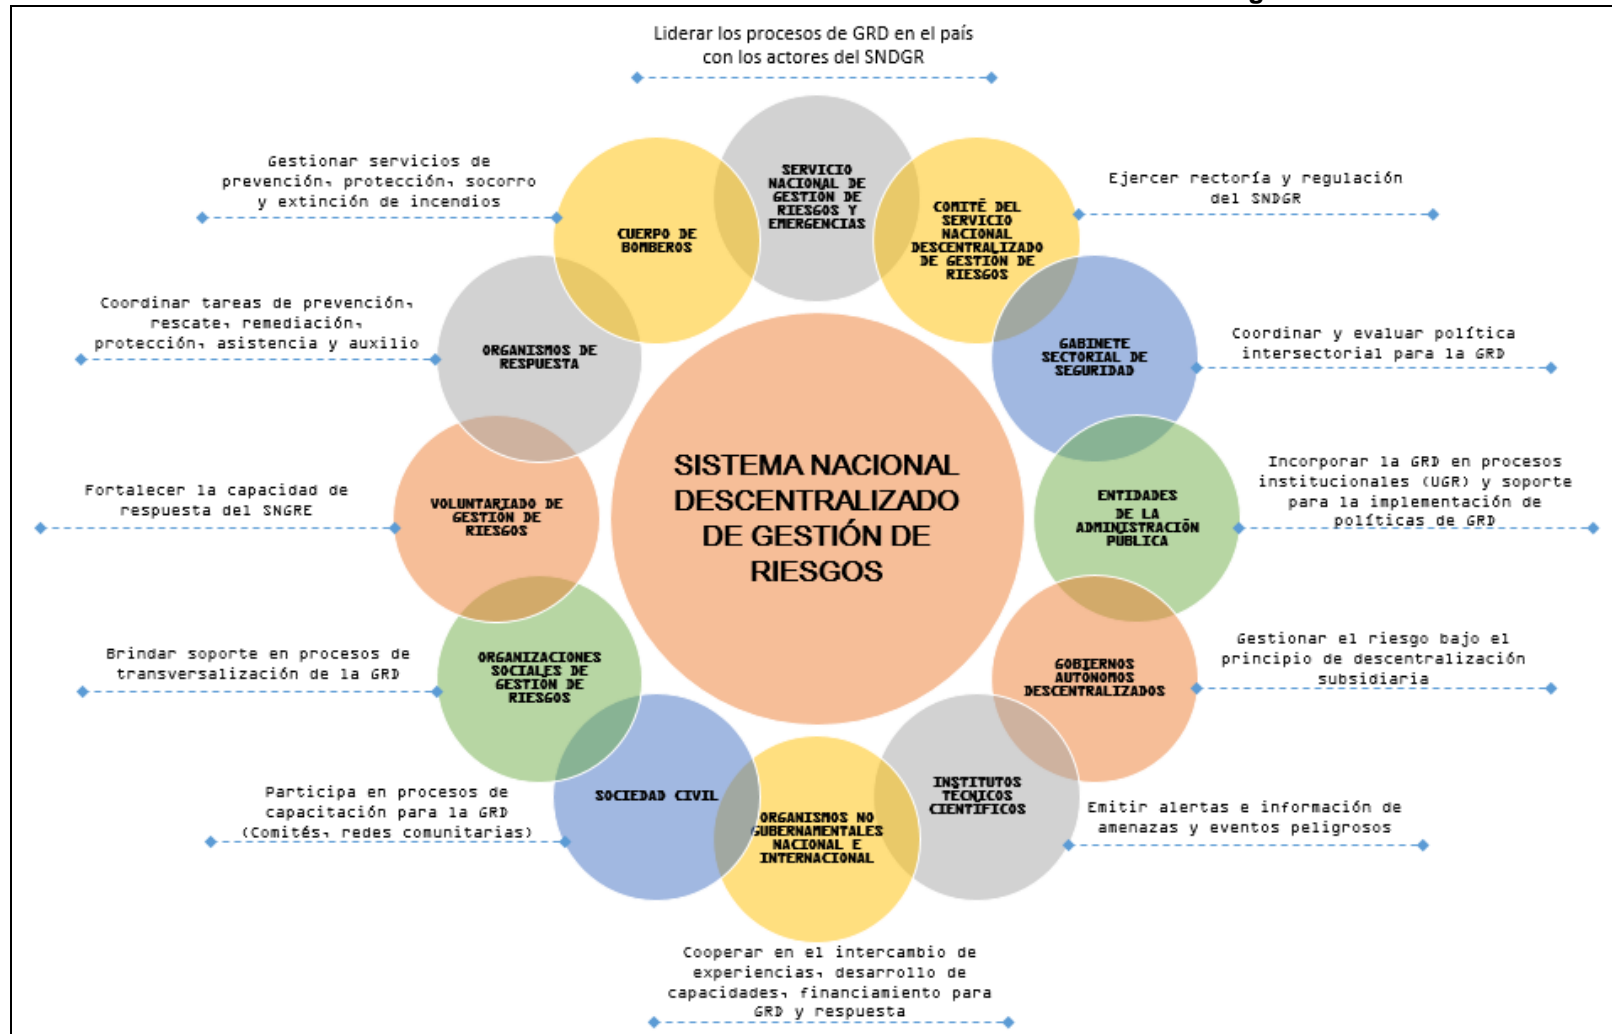 Liderar los procesos de GRD en el país
con los actores del SNDGR
SERVICIO
NACIONAL DE
GESTIÓN DE
RIESGOS Y
EMERGENCIAS
COMITÉ DEL
SERVICIO
NACIONAL
DESCENTRALIZADO
DE GESTIÓN DE
RIESGOS
Ejercer rectoría y regulación
del SNDGR
GABINETE
SECTORIAL DE
SEGURIDAD
Coordinar y evaluar política
intersectorial para la GRD
ENTIDADES
DE LA
ADMINISTRACIÓN
PÚBLICA
Incorporar la GRD en procesos
institucionales (UGR) y soporte
para la implementación de
políticas de GRD
GOBIERNOS
AUTÓNOMOS
DESCENTRALIZADOS
Gestionar el riesgo bajo el
principio de descentralización
subsidiaria
INSTITUTOS
TÉCNICOS
CIENTÍFICOS
Emitir alertas e información de
amenazas y eventos peligrosos
ORGANISMOS NO
GUBERNAMENTALES
NACIONAL E
INTERNACIONAL
Cooperar en el intercambio de
experiencias, desarrollo de
capacidades, financiamiento para
GRD y respuesta
SOCIEDAD CIVIL
Participa en procesos de
capacitación para la GRD
(Comités, redes comunitarias)
ORGANIZACIONES
SOCIALES DE
GESTIÓN DE
RIESGOS
Brindar soporte en procesos de
transversalización de la GRD
VOLUNTARIADO DE
GESTIÓN DE
RIESGOS
Fortalecer la capacidad de
respuesta del SNGRE
ORGANISMOS DE
RESPUESTA
Coordinar tareas de prevención,
rescate, remediación,
protección, asistencia y auxilio
CUERPO DE
BOMBEROS
Gestionar servicios de
prevención, protección, socorro
y extinción de incendios
SISTEMA NACIONAL
DESCENTRALIZADO
DE GESTIÓN DE
RIESGOS